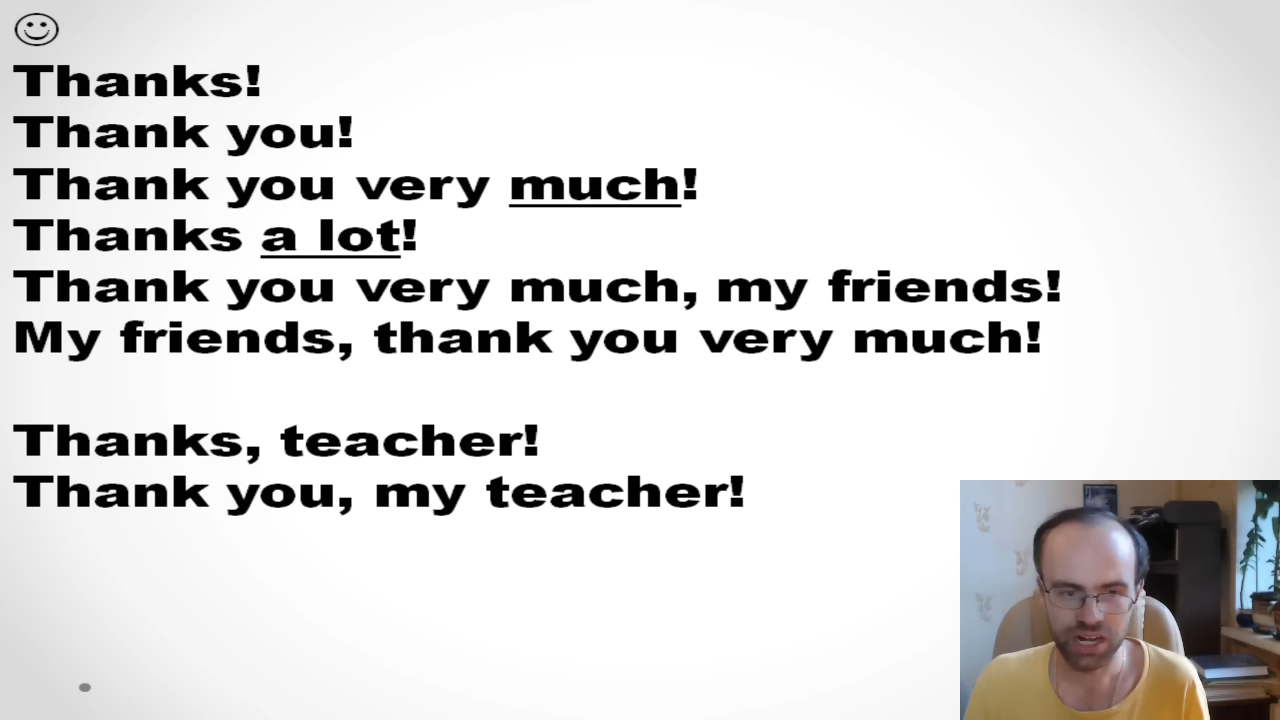 Thanks!
Thank you!
Thank you very much!
Thanks a lot!
Thank you very much, my friends!
My friends, thank you very much!
Thanks, teacher!
Thank you, my teacher!